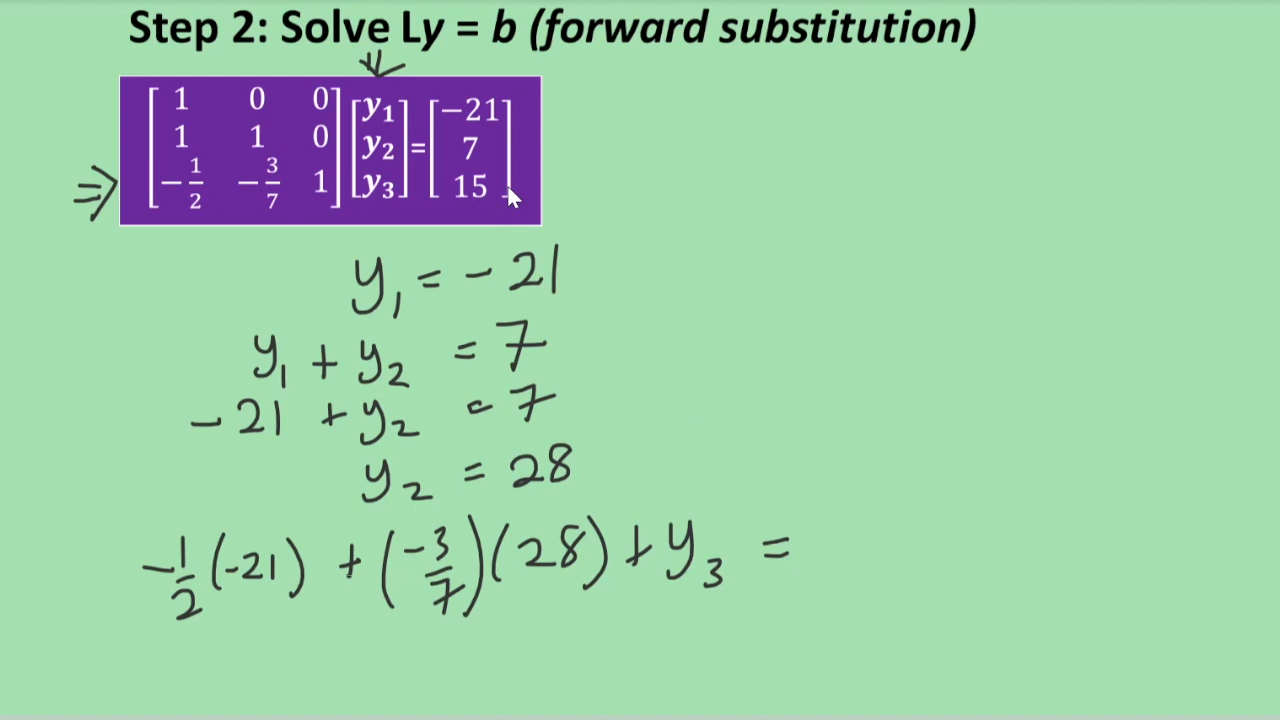 Step 2: Solve Ly = b (forward substitution)
[1 0 0] [y₁] = [-21]
[1 1 0] [y₂] = [7]
[-1/2 -3/7 1] [y₃] = [15]
y₁ = -21
y₁ + y₂ = 7
-21 + y₂ = 7
y₂ = 28
-1/2 (-21) + (-3/7)(28) + y₃ =